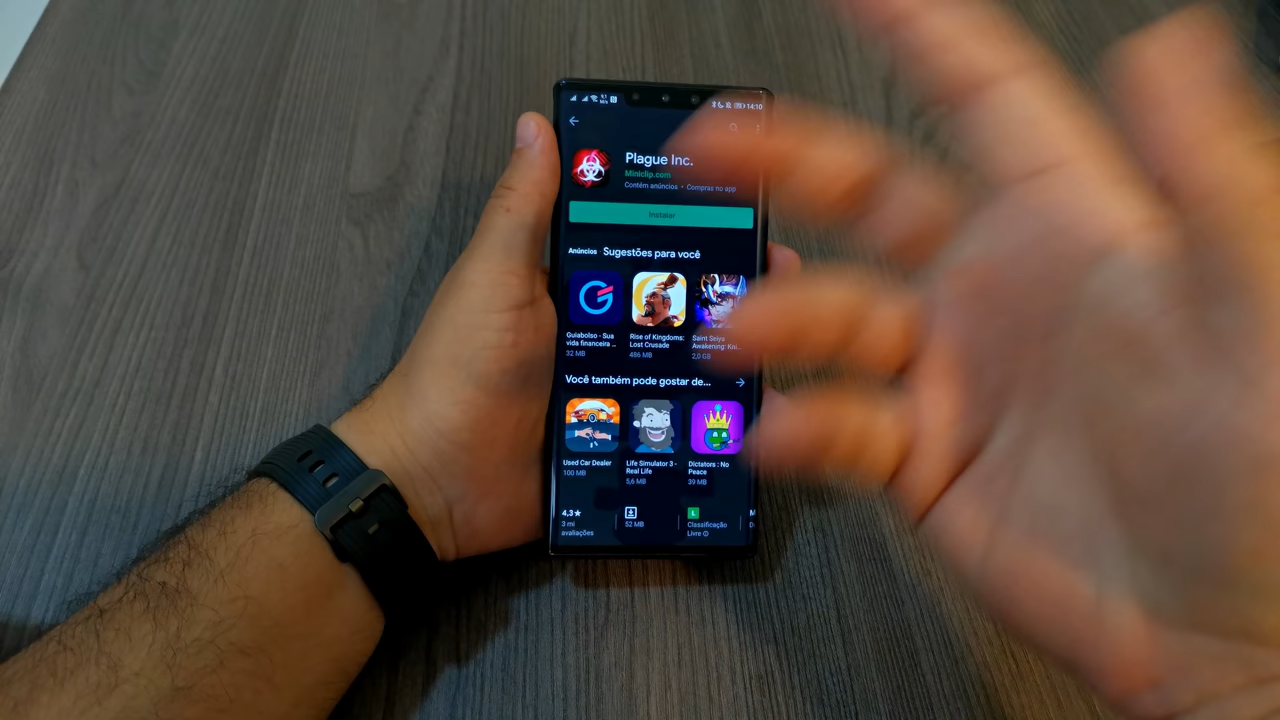 14:10
Plague Inc.
Miniclip.com
Contém anúncios • Compras no app
Instalar
Anúncios · Sugestões para você
Guiabolso - Sua
vida financeira ...
32 MB
Rise of Kingdoms:
Lost Crusade
486 MB
Saint Seiya
Awakening: Kni...
2,0 GB
Você também pode gostar de...
Used Car Dealer
100 MB
Life Simulator 3 -
Real Life
5,6 MB
Dictators : No
Peace
39 MB
4,3★
3 mi
avaliações
52 MB
L
Classificação
Livre